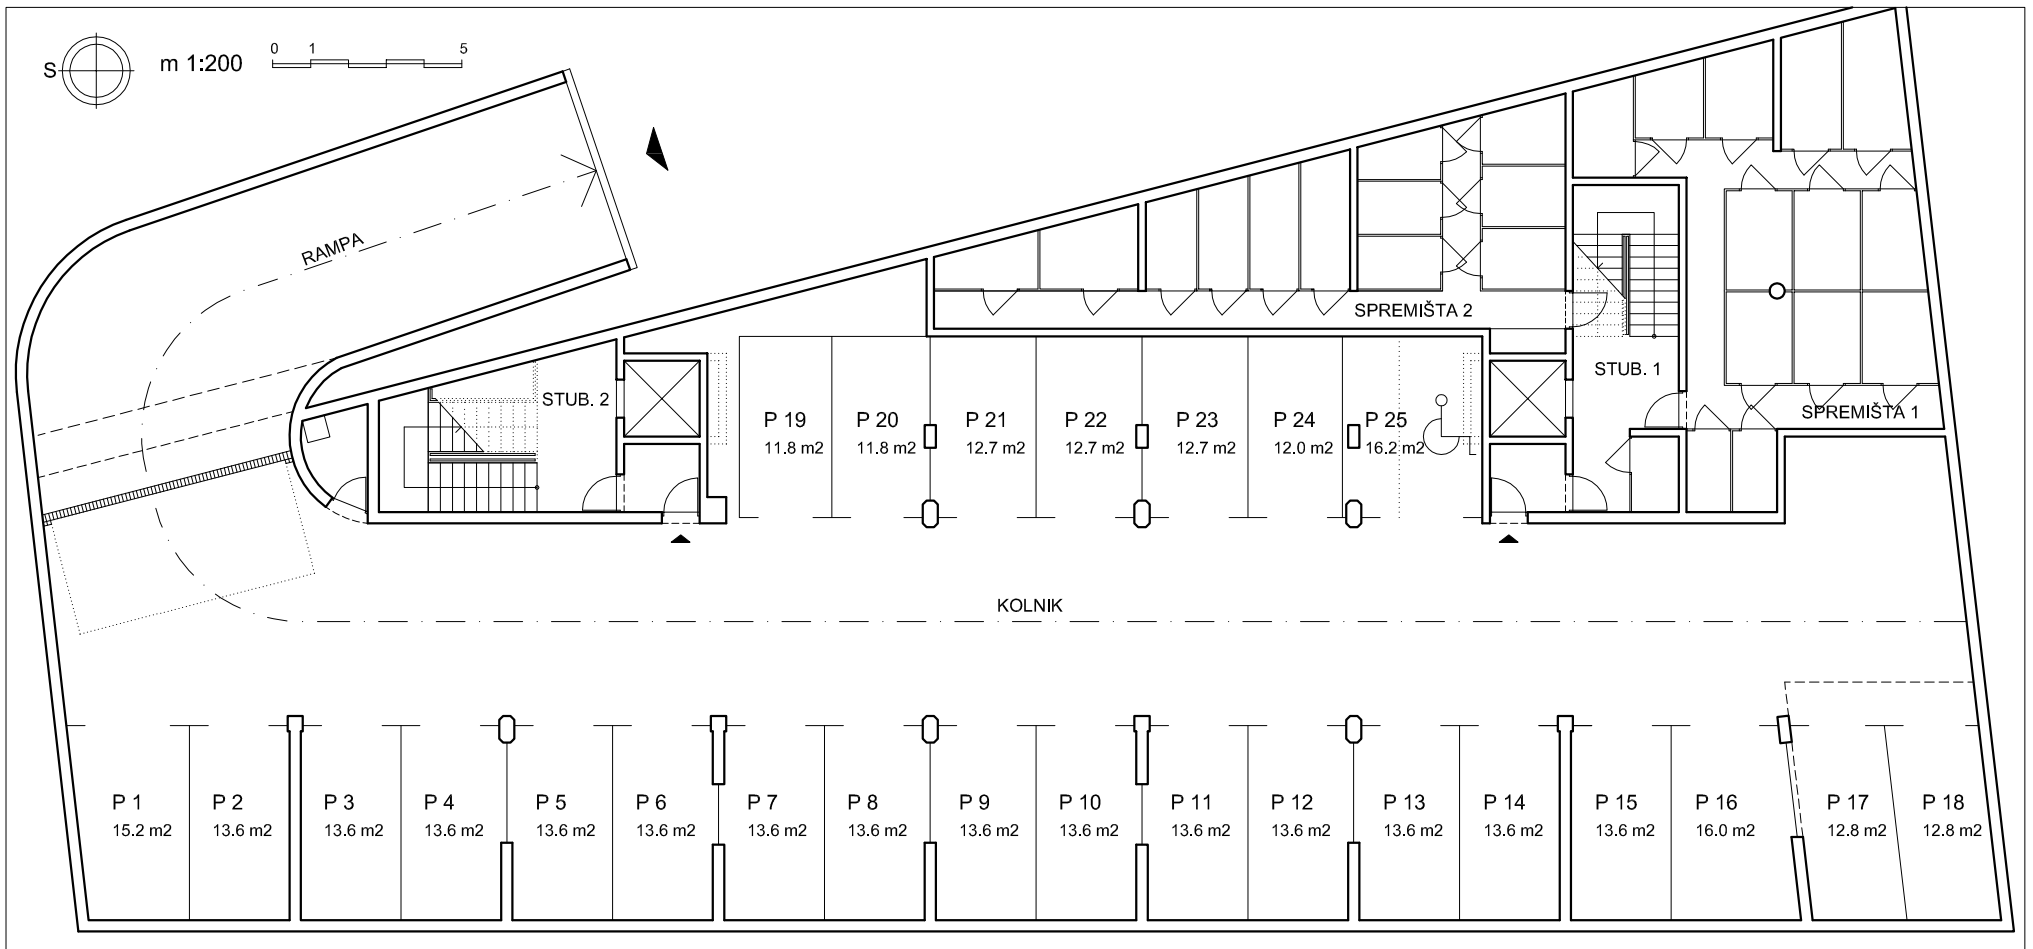 S
m 1:200
0 1 5
RAMPA
SPREMIŠTA 2
STUB. 1
STUB. 2
SPREMIŠTA 1
P 19
11.8 m2
P 20
11.8 m2
P 21
12.7 m2
P 22
12.7 m2
P 23
12.7 m2
P 24
12.0 m2
P 25
16.2 m2
KOLNIK
P 1
15.2 m2
P 2
13.6 m2
P 3
13.6 m2
P 4
13.6 m2
P 5
13.6 m2
P 6
13.6 m2
P 7
13.6 m2
P 8
13.6 m2
P 9
13.6 m2
P 10
13.6 m2
P 11
13.6 m2
P 12
13.6 m2
P 13
13.6 m2
P 14
13.6 m2
P 15
13.6 m2
P 16
16.0 m2
P 17
12.8 m2
P 18
12.8 m2